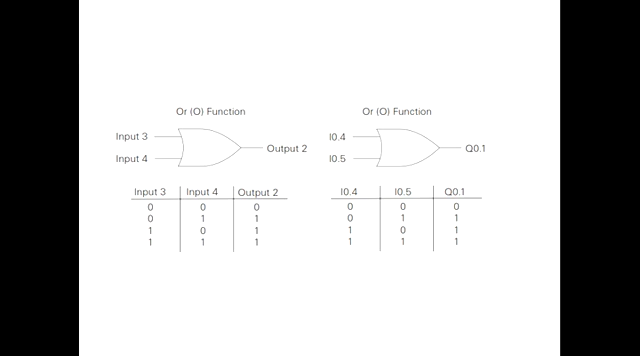 Or (O) Function
Input 3
Input 4
Output 2
Input 3 Input 4 Output 2
0 0 0
0 1 1
1 0 1
1 1 1
Or (O) Function
I0.4
I0.5
Q0.1
I0.4 I0.5 Q0.1
0 0 0
0 1 1
1 0 1
1 1 1